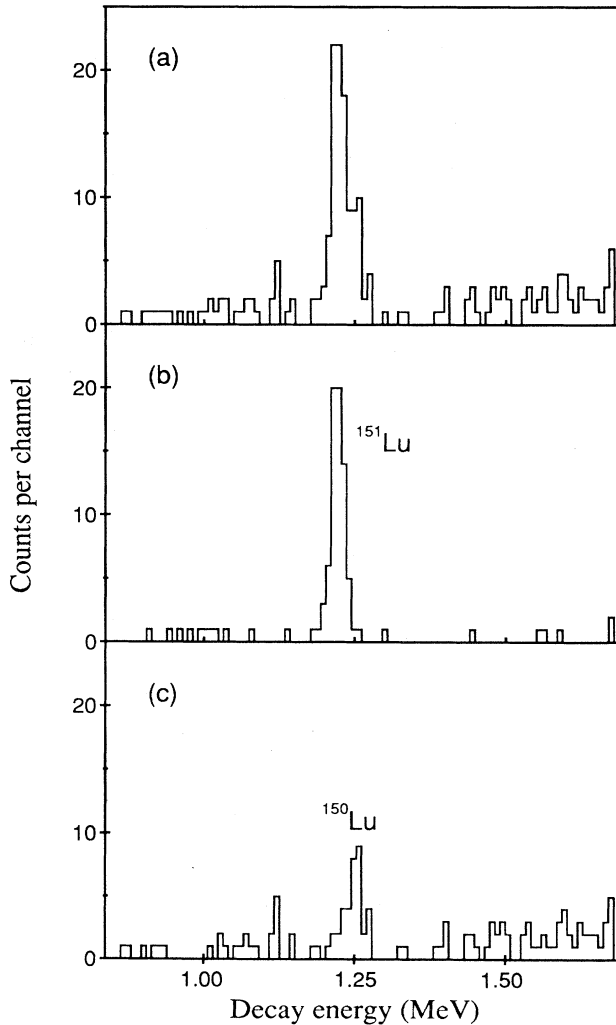 (a)
20
10
0
(b)
20
¹⁵¹Lu
10
0
(c)
20
¹⁵⁰Lu
10
0
1.00 1.25 1.50
Decay energy (MeV)
Counts per channel